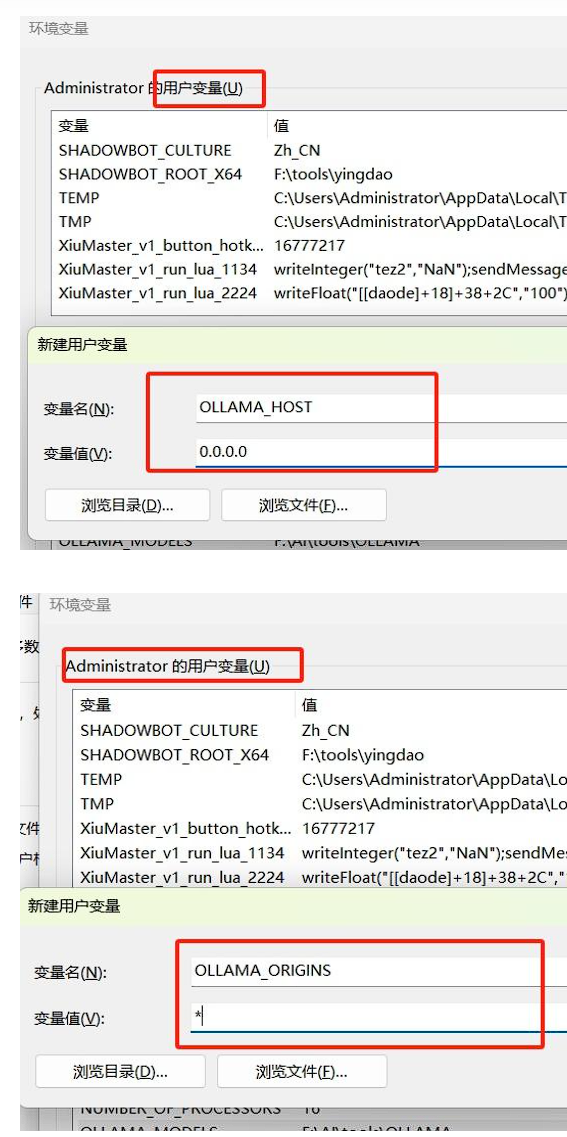 环境变量
Administrator 的用户变量(U)
变量 值
SHADOWBOT_CULTURE Zh_CN
SHADOWBOT_ROOT_X64 F:\tools\yingdao
TEMP C:\Users\Administrator\AppData\Local\T
TMP C:\Users\Administrator\AppData\Local\T
XiuMaster_v1_button_hotk... 16777217
XiuMaster_v1_run_lua_1134 writeInteger("tez2","NaN");sendMessage
XiuMaster_v1_run_lua_2224 writeFloat("[[daode]+18]+38+2C","100")
新建用户变量
变量名(N): OLLAMA_HOST
变量值(V): 0.0.0.0
浏览目录(D)... 浏览文件(F)...
OLLAMA_MODELS F:\AI\tools\OLLAMA
件 环境变量
多数
Administrator 的用户变量(U)
变量 值
SHADOWBOT_CULTURE Zh_CN
SHADOWBOT_ROOT_X64 F:\tools\yingdao
TEMP C:\Users\Administrator\AppData\Lo
TMP C:\Users\Administrator\AppData\Lo
文件 XiuMaster_v1_button_hotk... 16777217
XiuMaster_v1_run_lua_1134 writeInteger("tez2","NaN");sendMes
XiuMaster_v1_run_lua_2224 writeFloat("[[daode]+18]+38+2C","
新建用户变量
变量名(N): OLLAMA_ORIGINS
变量值(V): *
浏览目录(D)... 浏览文件(F)...
NUMBER_OF_PROCESSORS 16
OLLAMA_MODELS F:\AI\tools\OLLAMA